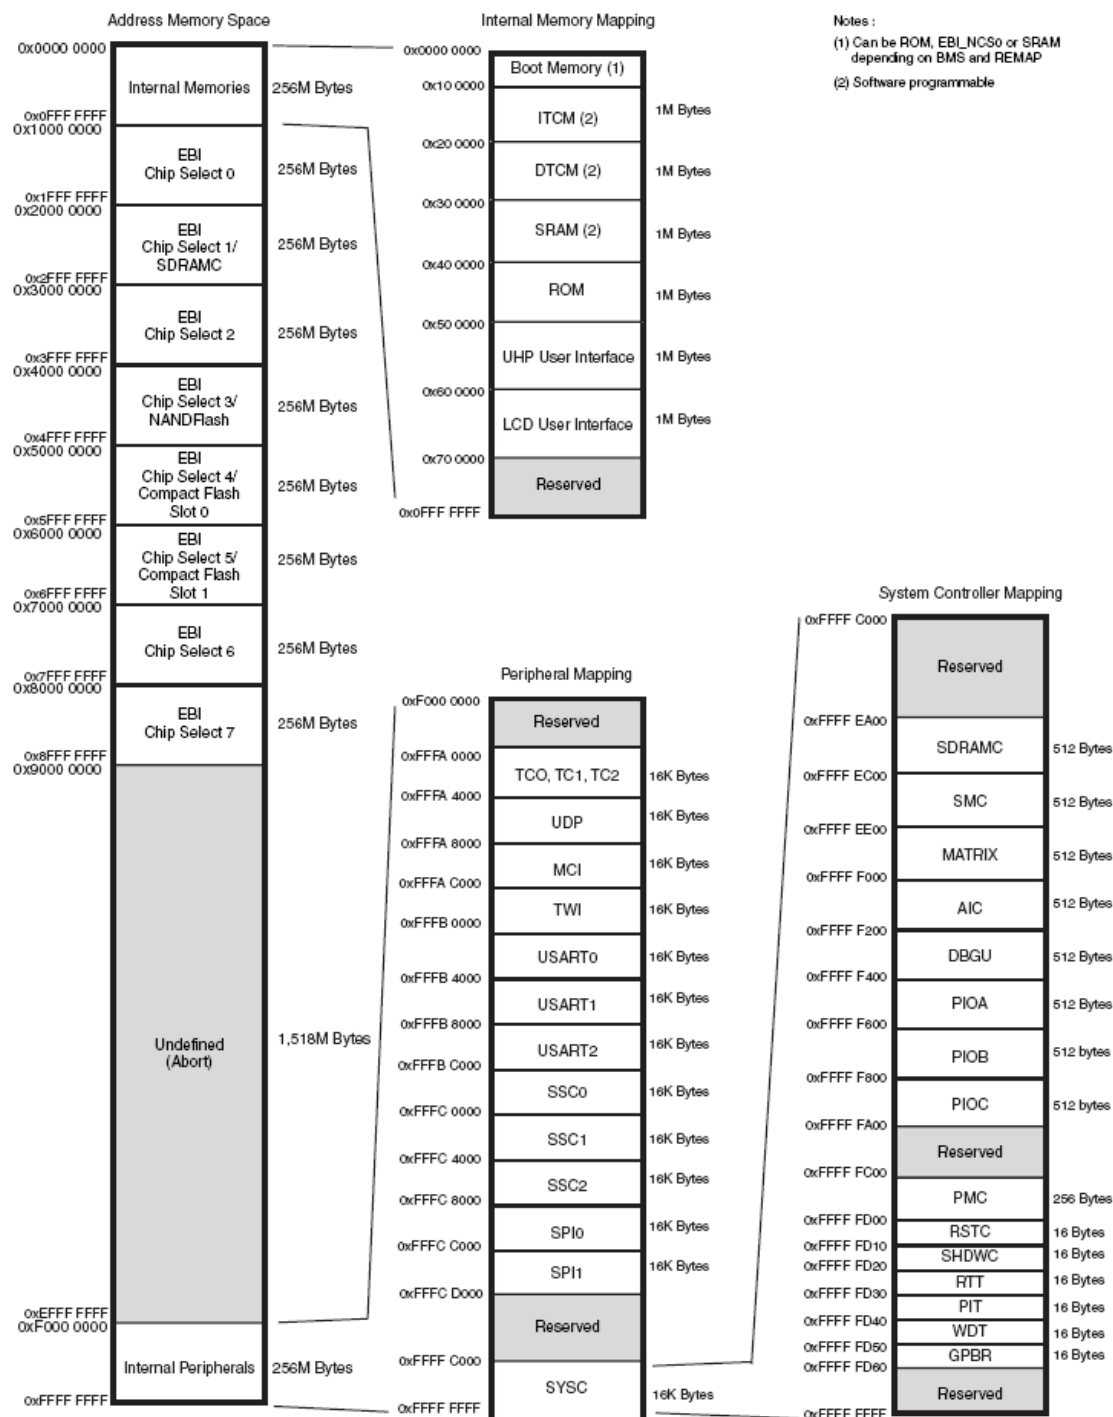 Address Memory Space
0x0000 0000
Internal Memories
256M Bytes
0x0FFF FFFF
0x1000 0000
EBI
Chip Select 0
256M Bytes
0x1FFF FFFF
0x2000 0000
EBI
Chip Select 1/
SDRAMC
256M Bytes
0x2FFF FFFF
0x3000 0000
EBI
Chip Select 2
256M Bytes
0x3FFF FFFF
0x4000 0000
EBI
Chip Select 3/
NANDFlash
256M Bytes
0x4FFF FFFF
0x5000 0000
EBI
Chip Select 4/
Compact Flash
Slot 0
256M Bytes
0x5FFF FFFF
0x6000 0000
EBI
Chip Select 5/
Compact Flash
Slot 1
256M Bytes
0x6FFF FFFF
0x7000 0000
EBI
Chip Select 6
256M Bytes
0x7FFF FFFF
0x8000 0000
EBI
Chip Select 7
256M Bytes
0x8FFF FFFF
0x9000 0000
Undefined
(Abort)
1,518M Bytes
0xEFFF FFFF
0xF000 0000
Internal Peripherals
256M Bytes
0xFFFF FFFF
Internal Memory Mapping
0x0000 0000
Boot Memory (1)
0x10 0000
ITCM (2)
1M Bytes
0x20 0000
DTCM (2)
1M Bytes
0x30 0000
SRAM (2)
1M Bytes
0x40 0000
ROM
1M Bytes
0x50 0000
UHP User Interface
1M Bytes
0x60 0000
LCD User Interface
1M Bytes
0x70 0000
Reserved
0x0FFF FFFF
Notes :
(1) Can be ROM, EBI_NCS0 or SRAM
depending on BMS and REMAP
(2) Software programmable
Peripheral Mapping
0xF000 0000
Reserved
0xFFFA 0000
TCO, TC1, TC2
16K Bytes
0xFFFA 4000
UDP
16K Bytes
0xFFFA 8000
MCI
16K Bytes
0xFFFA C000
TWI
16K Bytes
0xFFFB 0000
USART0
16K Bytes
0xFFFB 4000
USART1
16K Bytes
0xFFFB 8000
USART2
16K Bytes
0xFFFB C000
SSC0
16K Bytes
0xFFFC 0000
SSC1
16K Bytes
0xFFFC 4000
SSC2
16K Bytes
0xFFFC 8000
SPI0
16K Bytes
0xFFFC C000
SPI1
16K Bytes
0xFFFC D000
Reserved
0xFFFF C000
SYSC
16K Bytes
0xFFFF FFFF
System Controller Mapping
0xFFFF C000
Reserved
0xFFFF EA00
SDRAMC
512 Bytes
0xFFFF EC00
SMC
512 Bytes
0xFFFF EE00
MATRIX
512 Bytes
0xFFFF F000
AIC
512 Bytes
0xFFFF F200
DBGU
512 Bytes
0xFFFF F400
PIOA
512 Bytes
0xFFFF F600
PIOB
512 bytes
0xFFFF F800
PIOC
512 bytes
0xFFFF FA00
Reserved
0xFFFF FC00
PMC
256 Bytes
0xFFFF FD00
RSTC
16 Bytes
0xFFFF FD10
SHDWC
16 Bytes
0xFFFF FD20
RTT
16 Bytes
0xFFFF FD30
PIT
16 Bytes
0xFFFF FD40
WDT
16 Bytes
0xFFFF FD50
GPBR
16 Bytes
0xFFFF FD60
Reserved
0xFFFF FFFF